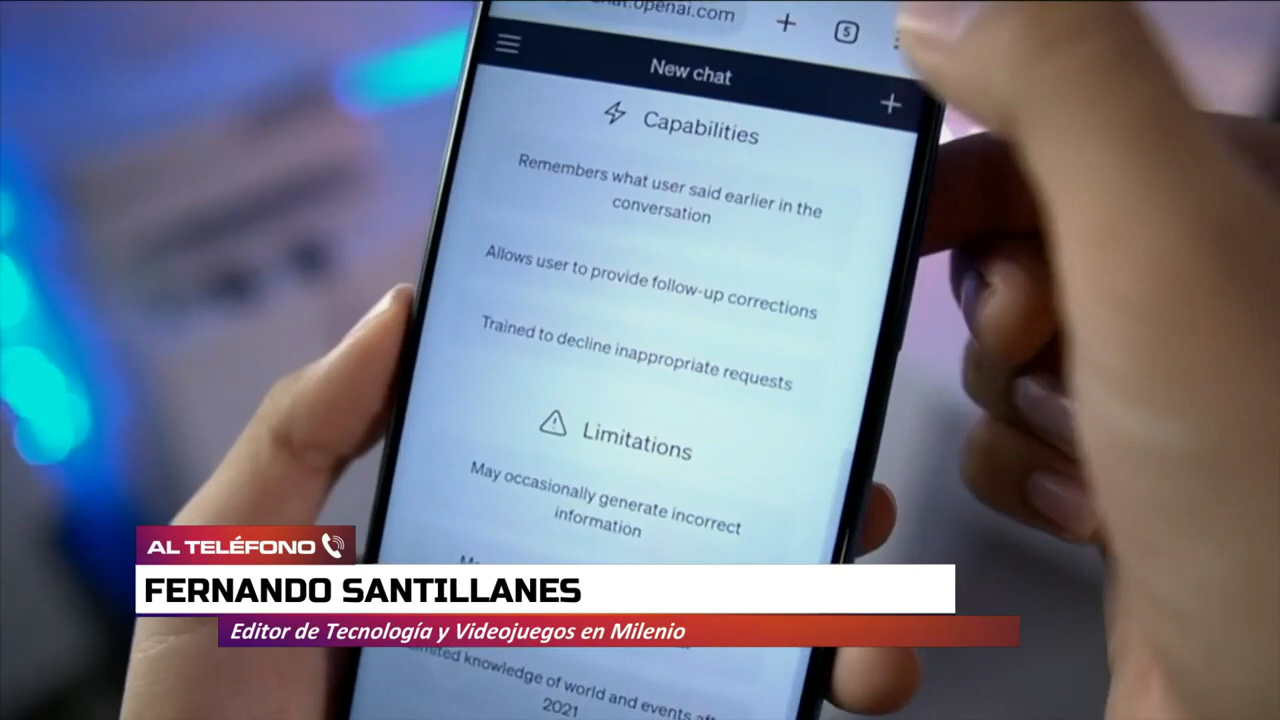 hat.openai.com
5
New chat
Capabilities
Remembers what user said earlier in the
conversation
Allows user to provide follow-up corrections
Trained to decline inappropriate requests
Limitations
May occasionally generate incorrect
information
AL TELÉFONO
FERNANDO SANTILLANES
Editor de Tecnología y Videojuegos en Milenio
knowledge of world and events
2021